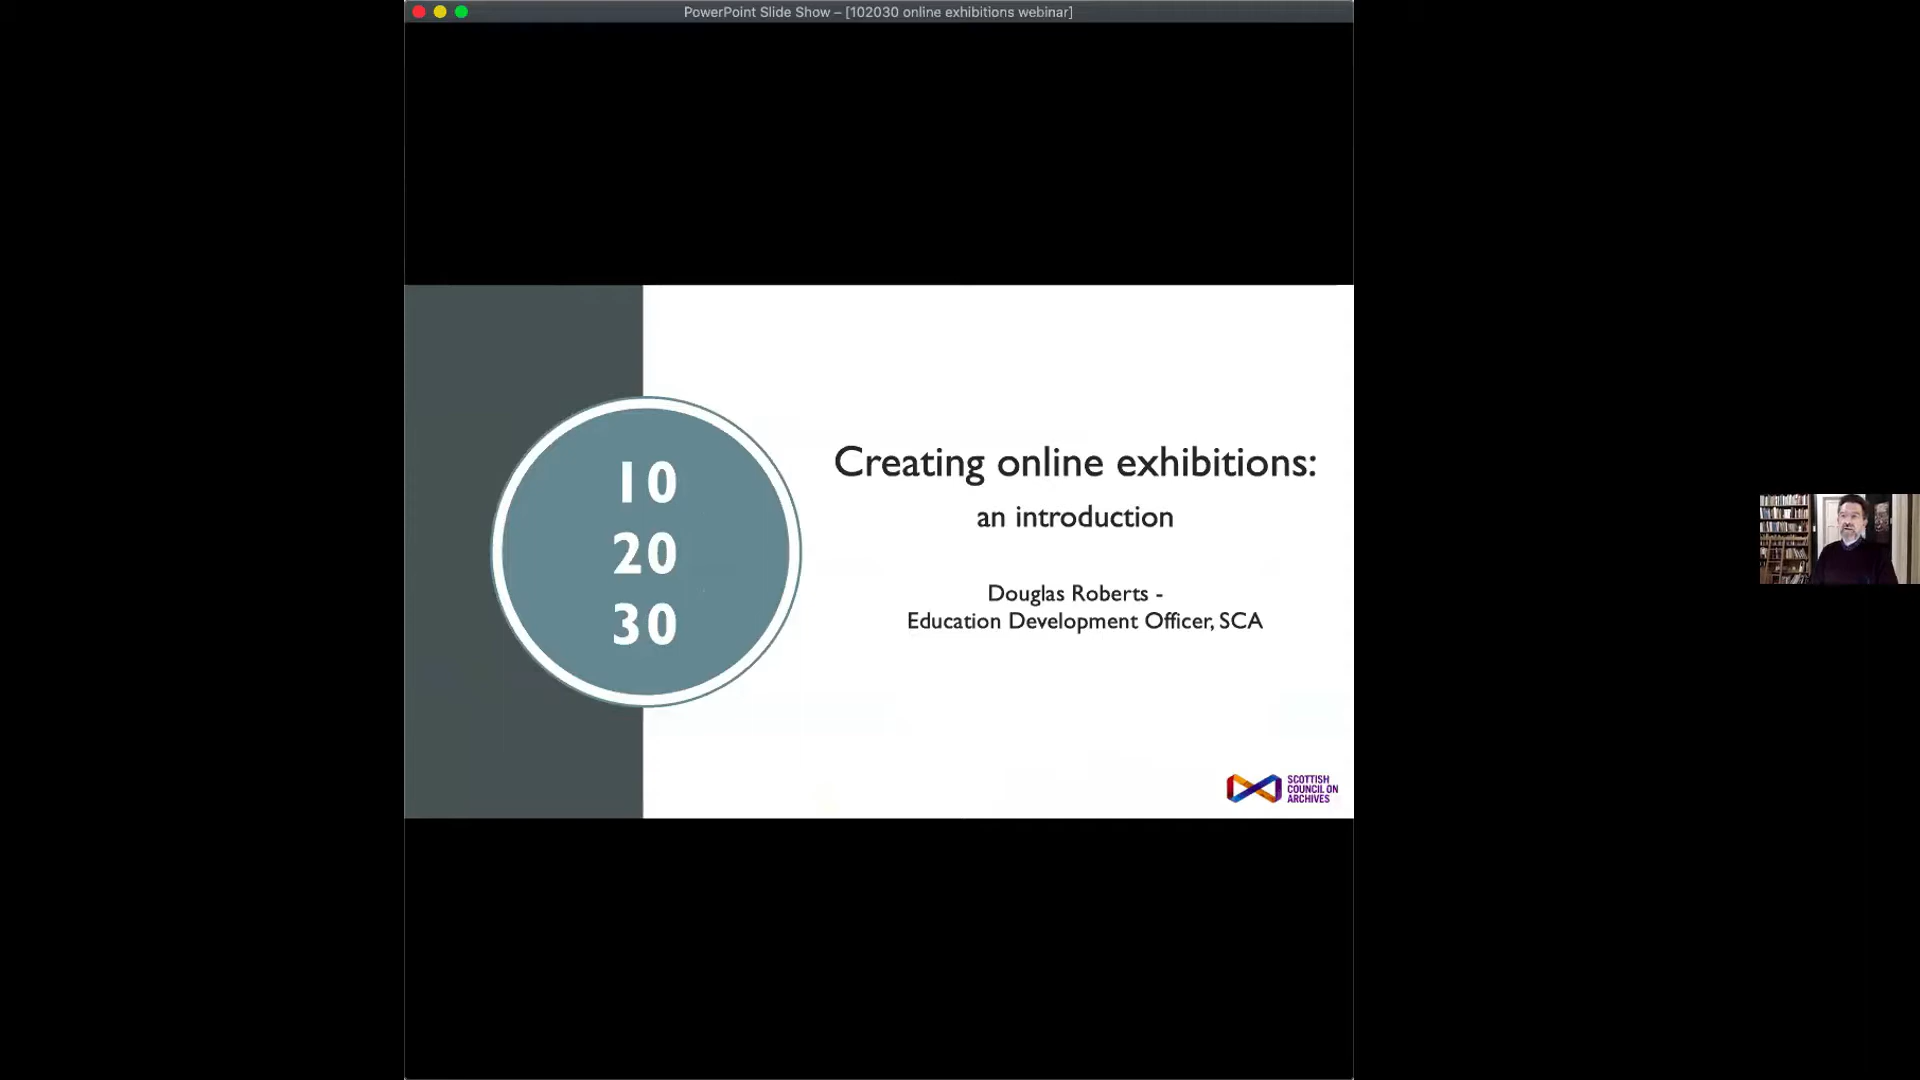 PowerPoint Slide Show – [102030 online exhibitions webinar]
10
20
30
Creating online exhibitions:
an introduction
Douglas Roberts -
Education Development Officer, SCA
SCOTTISH
COUNCIL ON
ARCHIVES